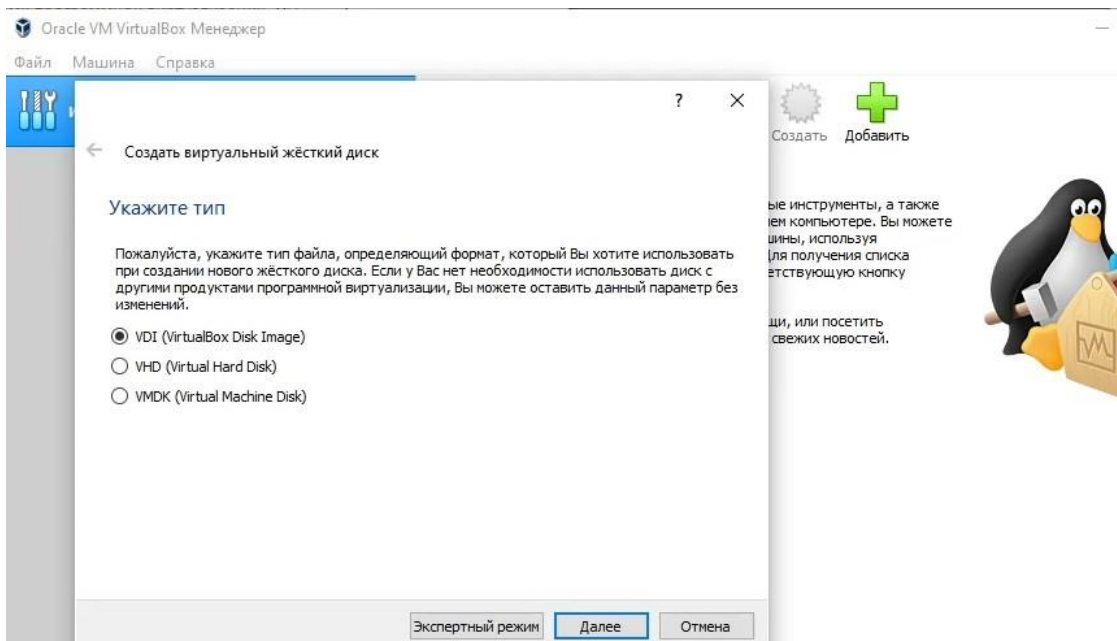 Oracle VM VirtualBox Менеджер
Файл Машина Справка
?
Создать Добавить
Создать виртуальный жёсткий диск
Укажите тип
Пожалуйста, укажите тип файла, определяющий формат, который Вы хотите использовать
при создании нового жёсткого диска. Если у Вас нет необходимости использовать диск с
другими продуктами программной виртуализации, Вы можете оставить данный параметр без
изменений.
VDI (VirtualBox Disk Image)
VHD (Virtual Hard Disk)
VMDK (Virtual Machine Disk)
Экспертный режим Далее Отмена
ые инструменты, а также
ем компьютере. Вы можете
шины, используя
Для получения списка
етствующую кнопку
щи, или посетить
свежих новостей.